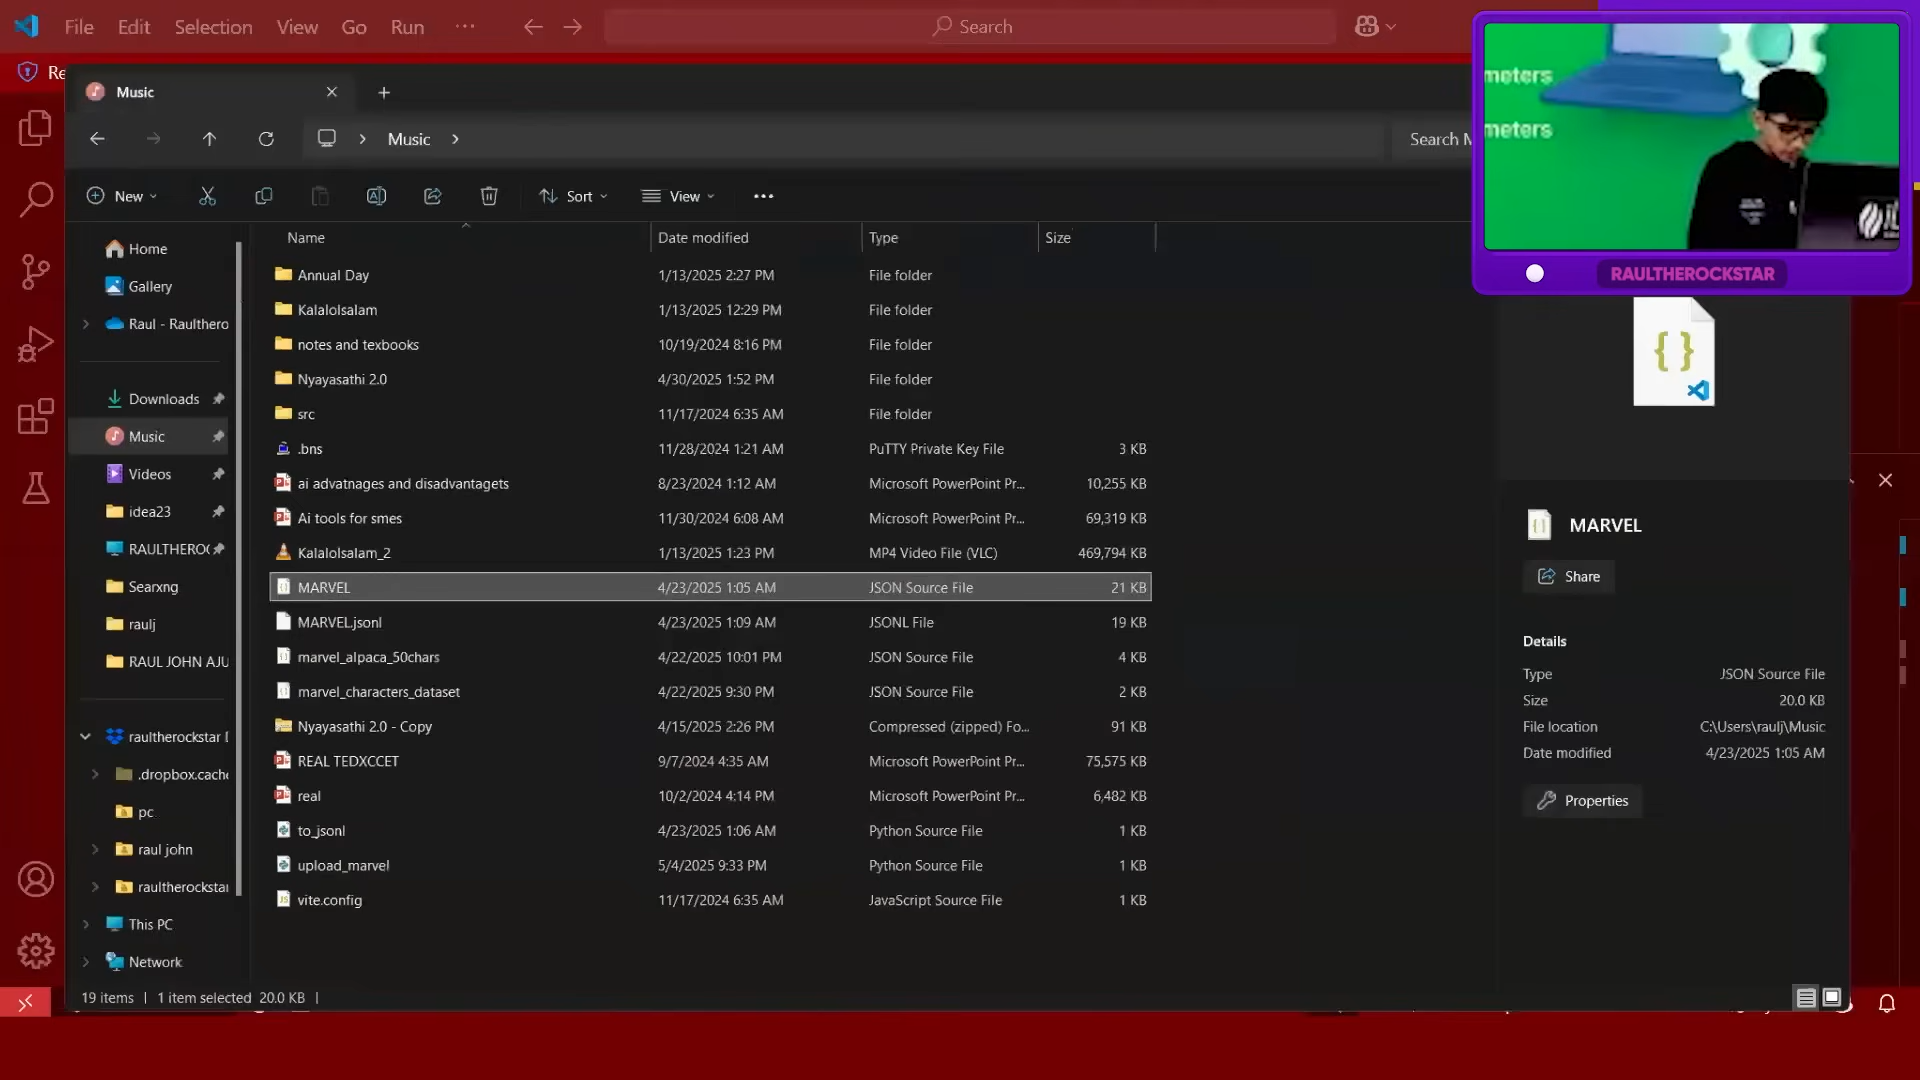 File Edit Selection View Go Run ··· Search
Music
Music
Search M
New Sort View
Name Date modified Type Size
Annual Day 1/13/2025 2:27 PM File folder
Kalalolsalam 1/13/2025 12:29 PM File folder
notes and texbooks 10/19/2024 8:16 PM File folder
Nyayasathi 2.0 4/30/2025 1:52 PM File folder
src 11/17/2024 6:35 AM File folder
.bns 11/28/2024 1:21 AM PuTTY Private Key File 3 KB
ai advatnages and disadvantagets 8/23/2024 1:12 AM Microsoft PowerPoint Pr... 10,255 KB
Ai tools for smes 11/30/2024 6:08 AM Microsoft PowerPoint Pr... 69,319 KB
Kalalolsalam_2 1/13/2025 1:23 PM MP4 Video File (VLC) 469,794 KB
MARVEL 4/23/2025 1:05 AM JSON Source File 21 KB
MARVEL.jsonl 4/23/2025 1:09 AM JSONL File 19 KB
marvel_alpaca_50chars 4/22/2025 10:01 PM JSON Source File 4 KB
marvel_characters_dataset 4/22/2025 9:30 PM JSON Source File 2 KB
Nyayasathi 2.0 - Copy 4/15/2025 2:26 PM Compressed (zipped) Fo... 91 KB
REAL TEDXCCET 9/7/2024 4:35 AM Microsoft PowerPoint Pr... 75,575 KB
real 10/2/2024 4:14 PM Microsoft PowerPoint Pr... 6,482 KB
to_jsonl 4/23/2025 1:06 AM Python Source File 1 KB
upload_marvel 5/4/2025 9:33 PM Python Source File 1 KB
vite.config 11/17/2024 6:35 AM JavaScript Source File 1 KB
Home
Gallery
Raul - Raulthero
Downloads
Music
Videos
idea23
RAULTHERO
Searxng
raulj
RAUL JOHN AJU
raultherockstar
.dropbox.cache
pc
raul john
raultherockstar
This PC
Network
19 items | 1 item selected 20.0 KB |
meters
meters
RAULTHEROCKSTAR
MARVEL
Share
Details
Type JSON Source File
Size 20.0 KB
File location C:\Users\raulj\Music
Date modified 4/23/2025 1:05 AM
Properties